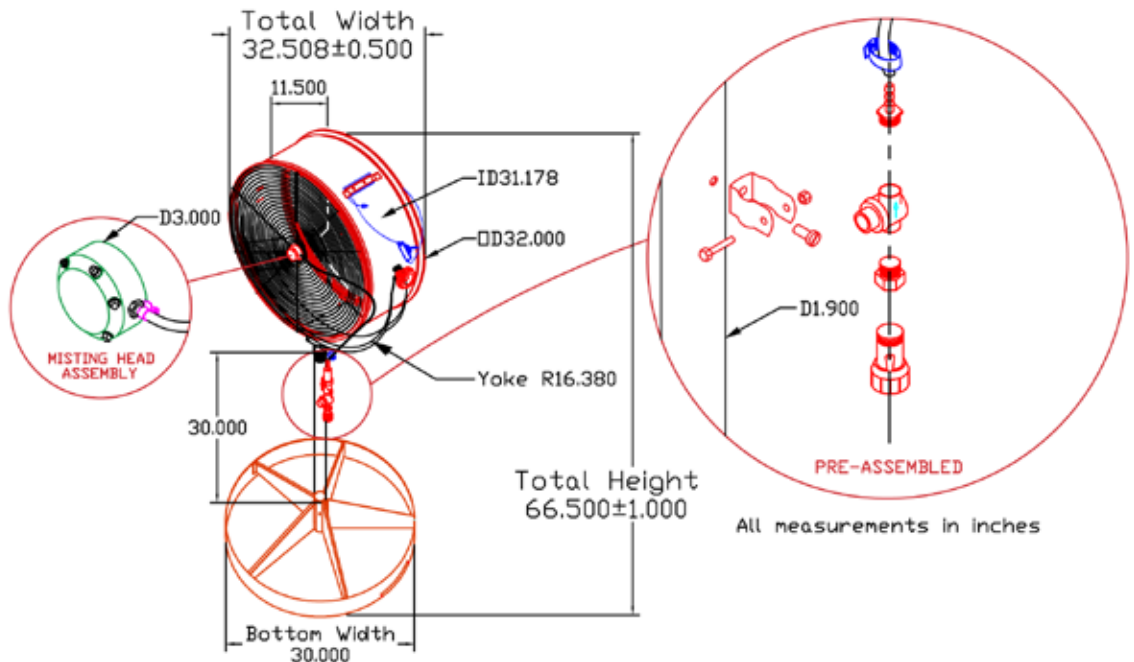 Total Width
32.508±0.500
11.500
ID31.178
D3.000
□D32.000
MISTING HEAD
ASSEMBLY
Yoke R16.380
30.000
Total Height
66.500±1.000
Bottom Width
30.000
D1.900
PRE-ASSEMBLED
All measurements in inches